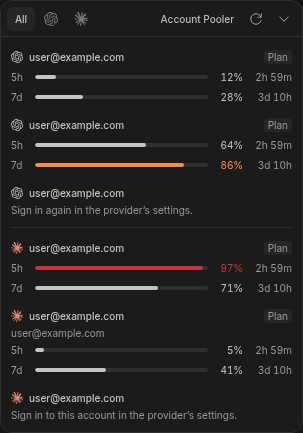 All Account Pooler
user@example.com Plan
5h 12% 2h 59m
7d 28% 3d 10h
user@example.com Plan
5h 64% 2h 59m
7d 86% 3d 10h
user@example.com
Sign in again in the provider’s settings.
user@example.com Plan
5h 97% 2h 59m
7d 71% 3d 10h
user@example.com Plan
user@example.com
5h 5% 2h 59m
7d 41% 3d 10h
user@example.com
Sign in to this account in the provider’s settings.